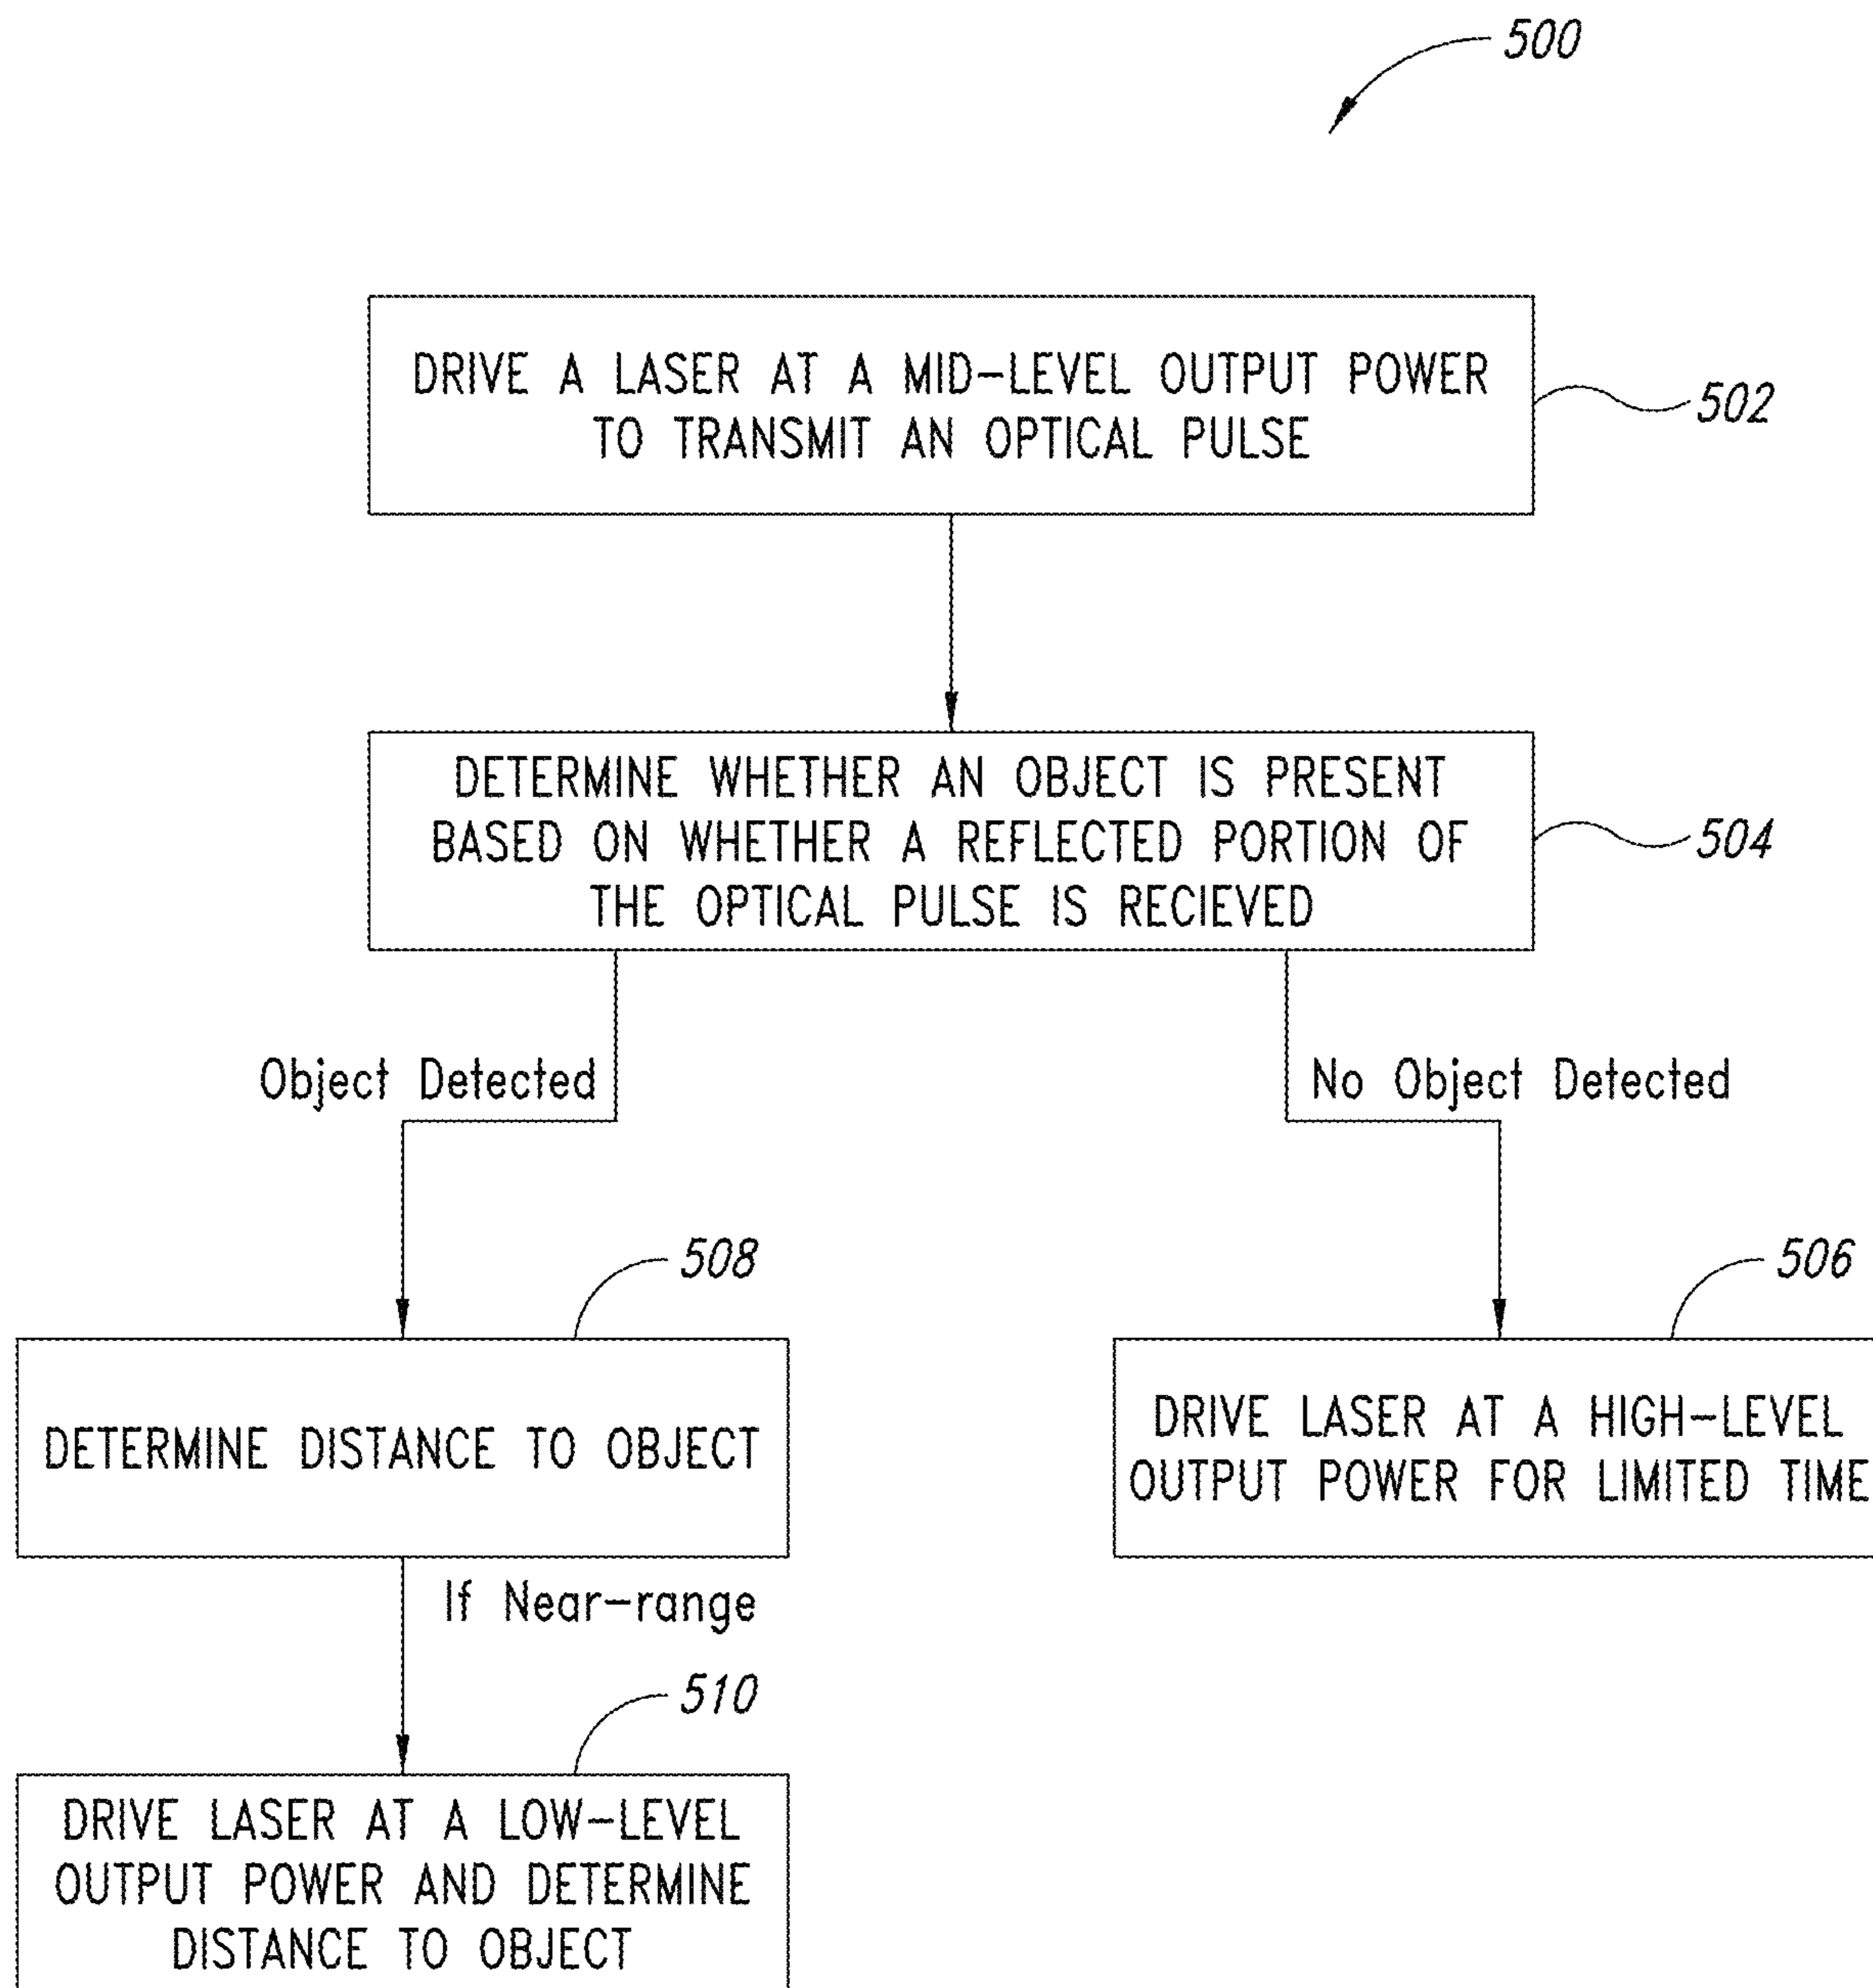 500
DRIVE A LASER AT A MID-LEVEL OUTPUT POWER
TO TRANSMIT AN OPTICAL PULSE
502
DETERMINE WHETHER AN OBJECT IS PRESENT
BASED ON WHETHER A REFLECTED PORTION OF
THE OPTICAL PULSE IS RECIEVED
504
Object Detected
No Object Detected
508
506
DETERMINE DISTANCE TO OBJECT
DRIVE LASER AT A HIGH-LEVEL
OUTPUT POWER FOR LIMITED TIME
If Near-range
510
DRIVE LASER AT A LOW-LEVEL
OUTPUT POWER AND DETERMINE
DISTANCE TO OBJECT